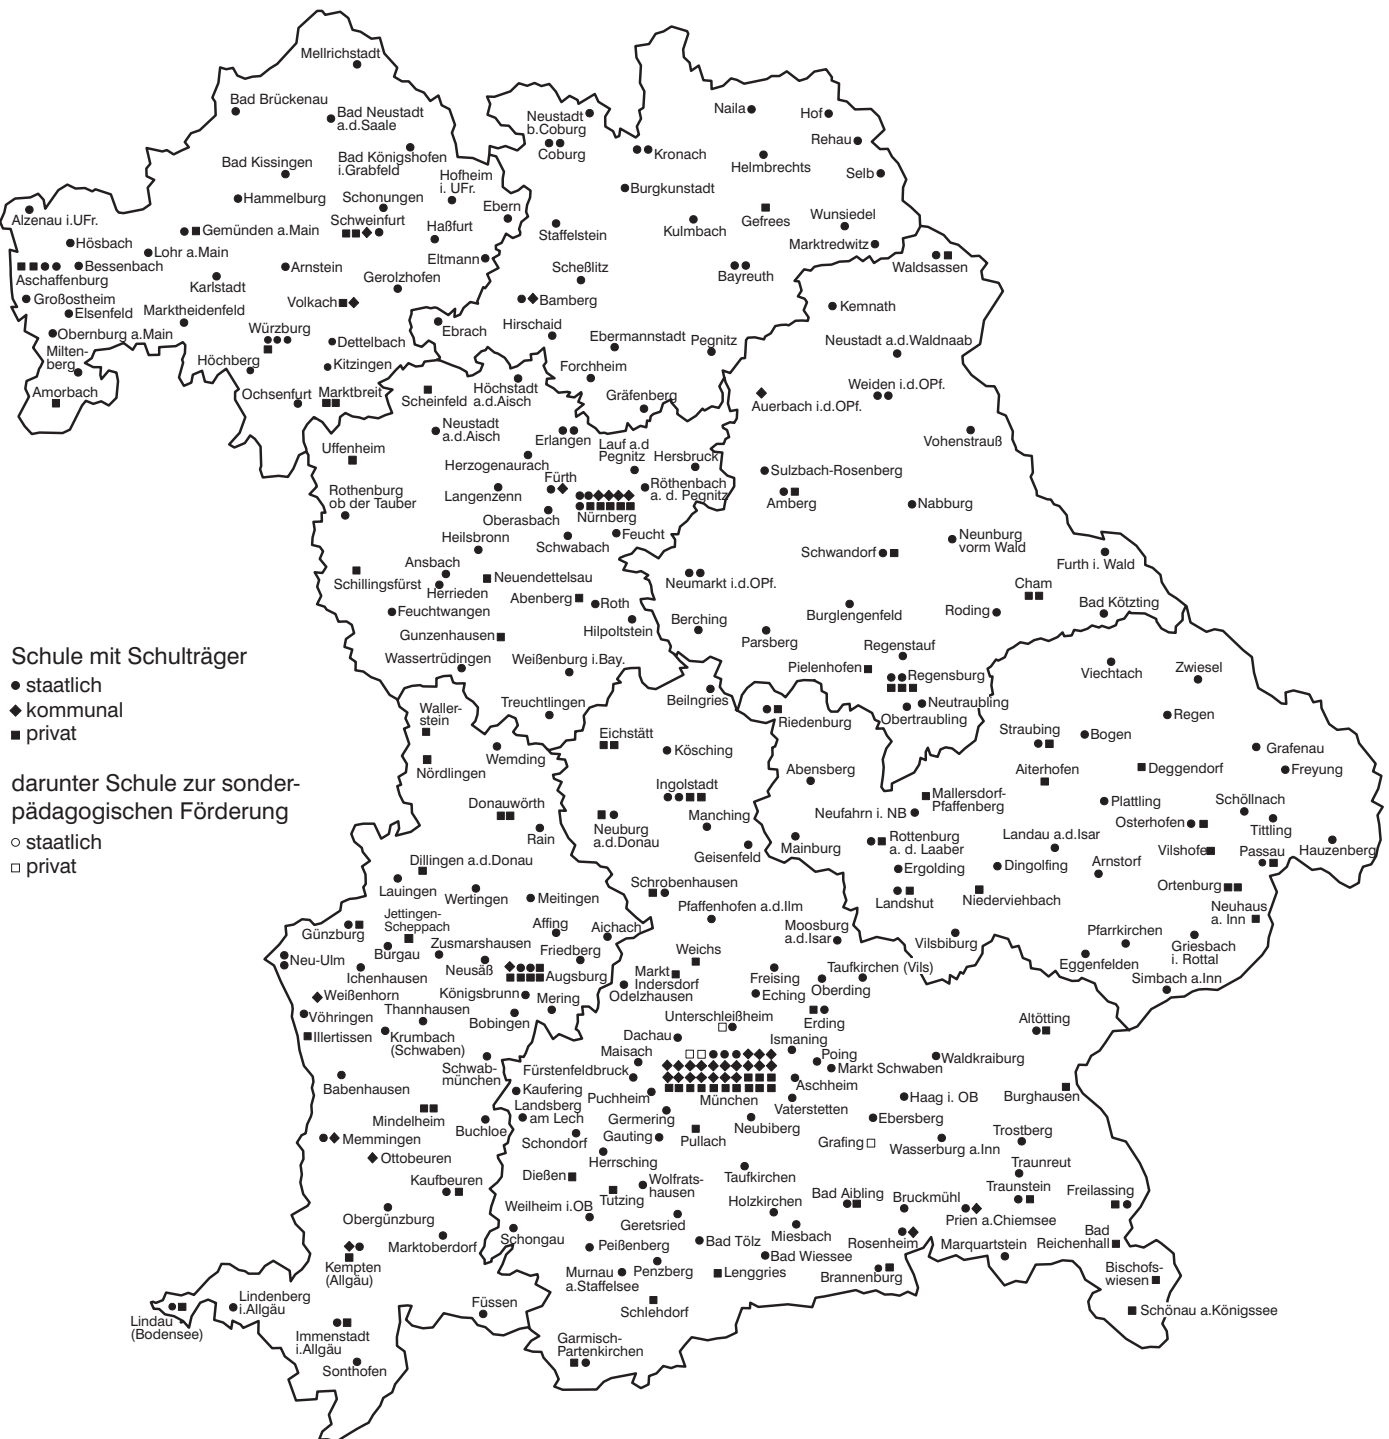 Mellrichstadt
Bad Brückenau
Bad Neustadt
a.d.Saale
Neustadt
b.Coburg
Coburg
Naila
Hof
Rehau
Kronach
Helmbrechts
Selb
Bad Kissingen
Bad Königshofen
i.Grabfeld
Hofheim
i. UFr.
Burgkunstadt
Hammelburg
Schonungen
Ebern
Gefrees
Wunsiedel
Alzenau i.UFr.
Gemünden a.Main
Schweinfurt
Haßfurt
Staffelstein
Kulmbach
Marktredwitz
Hösbach
Lohr a.Main
Eltmann
Waldsassen
Bessenbach
Aschaffenburg
Arnstein
Scheßlitz
Bayreuth
Karlstadt
Gerolzhofen
Großostheim
Elsenfeld
Marktheidenfeld
Volkach
Bamberg
Kemnath
Obernburg a.Main
Würzburg
Dettelbach
Ebrach
Hirschaid
Ebermannstadt
Pegnitz
Neustadt a.d.Waldnaab
Milten-
berg
Höchberg
Kitzingen
Forchheim
Amorbach
Ochsenfurt
Marktbreit
Scheinfeld
Höchstadt
a.d.Aisch
Gräfenberg
Auerbach i.d.OPf.
Weiden i.d.OPf.
Neustadt
a.d.Aisch
Erlangen
Lauf a.d
Pegnitz
Hersbruck
Vohenstrauß
Uffenheim
Herzogenaurach
Sulzbach-Rosenberg
Rothenburg
ob der Tauber
Langenzenn
Fürth
Röthenbach
a. d. Pegnitz
Amberg
Nabburg
Oberasbach
Nürnberg
Heilsbronn
Schwabach
Feucht
Schwandorf
Neunburg
vorm Wald
Furth i. Wald
Ansbach
Schillingsfürst
Herrieden
Neuendettelsau
Neumarkt i.d.OPf.
Cham
Abenberg
Roth
Feuchtwangen
Burglengenfeld
Roding
Bad Kötzting
Gunzenhausen
Hilpoltstein
Berching
Parsberg
Regenstauf
Schule mit Schulträger
staatlich
kommunal
privat
darunter Schule zur sonder-
pädagogischen Förderung
staatlich
privat
Wassertrüdingen
Weißenburg i.Bay.
Pielenhofen
Regensburg
Viechtach
Zwiesel
Treuchtlingen
Beilngries
Neutraubling
Obertraubling
Riedenburg
Regen
Waller-
stein
Straubing
Bogen
Eichstätt
Kösching
Grafenau
Wemding
Nördlingen
Abensberg
Aiterhofen
Deggendorf
Freyung
Ingolstadt
Mallersdorf-
Pfaffenberg
Donauwörth
Neufahrn i. NB
Plattling
Schöllnach
Rain
Neuburg
a.d.Donau
Manching
Osterhofen
Tittling
Geisenfeld
Mainburg
Rottenburg
a. d. Laaber
Landau a.d.Isar
Vilshofe
Passau
Hauzenberg
Dillingen a.d.Donau
Ergolding
Dingolfing
Arnstorf
Lauingen
Schrobenhausen
Ortenburg
Wertingen
Meitingen
Landshut
Niederviehbach
Neuhaus
a. Inn
Pfaffenhofen a.d.Ilm
Jettingen-
Scheppach
Affing
Aichach
Moosburg
a.d.Isar
Günzburg
Pfarrkirchen
Griesbach
i. Rottal
Burgau
Zusmarshausen
Friedberg
Weichs
Vilsbiburg
Neu-Ulm
Ichenhausen
Neusäß
Augsburg
Markt
Indersdorf
Freising
Taufkirchen (Vils)
Eggenfelden
Simbach a.Inn
Weißenhorn
Königsbrunn
Mering
Odelzhausen
Eching
Oberding
Vöhringen
Thannhausen
Bobingen
Unterschleißheim
Erding
Altötting
Illertissen
Krumbach
(Schwaben)
Dachau
Ismaning
Schwab-
münchen
Maisach
Fürstenfeldbruck
Poing
Waldkraiburg
Markt Schwaben
Babenhausen
Kaufering
Puchheim
München
Aschheim
Haag i. OB
Burghausen
Landsberg
am Lech
Vaterstetten
Mindelheim
Buchloe
Germering
Neubiberg
Ebersberg
Memmingen
Schondorf
Gauting
Pullach
Grafing
Wasserburg a.Inn
Trostberg
Ottobeuren
Herrsching
Taufkirchen
Traunreut
Kaufbeuren
Dießen
Tutzing
Wolfrats-
hausen
Holzkirchen
Bad Aibling
Bruckmühl
Traunstein
Freilassing
Obergünzburg
Weilheim i.OB
Geretsried
Prien a.Chiemsee
Marktoberdorf
Schongau
Peißenberg
Bad Tölz
Miesbach
Rosenheim
Marquartstein
Bad
Reichenhall
Kempten
(Allgäu)
Bad Wiessee
Murnau
a.Staffelsee
Penzberg
Lenggries
Brannenburg
Bischofs-
wiesen
Lindenberg
i.Allgäu
Füssen
Schlehdorf
Schönau a.Königssee
Lindau
(Bodensee)
Immenstadt
i.Allgäu
Garmisch-
Partenkirchen
Sonthofen